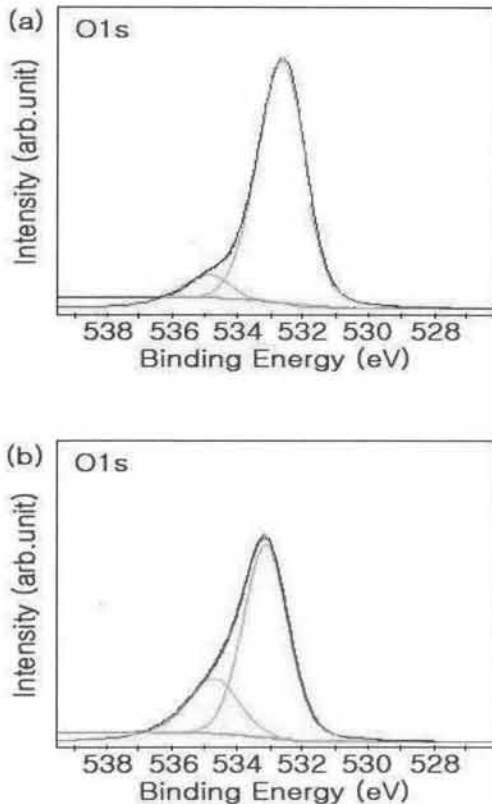 (a)
O1s
Intensity (arb.unit)
538 536 534 532 530 528
Binding Energy (eV)
(b)
O1s
Intensity (arb.unit)
538 536 534 532 530 528
Binding Energy (eV)